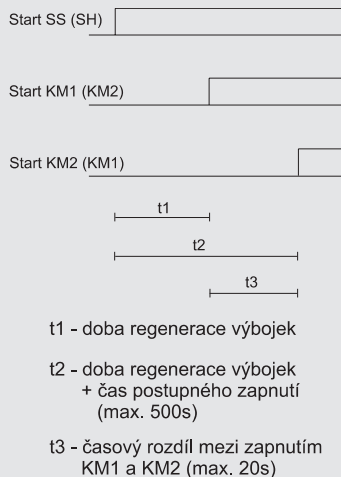 Start SS (SH)
Start KM1 (KM2)
Start KM2 (KM1)
t1
t2
t3
t1 - doba regenerace výbojek
t2 - doba regenerace výbojek
+ čas postupného zapnutí
(max. 500s)
t3 - časový rozdíl mezi zapnutím
KM1 a KM2 (max. 20s)